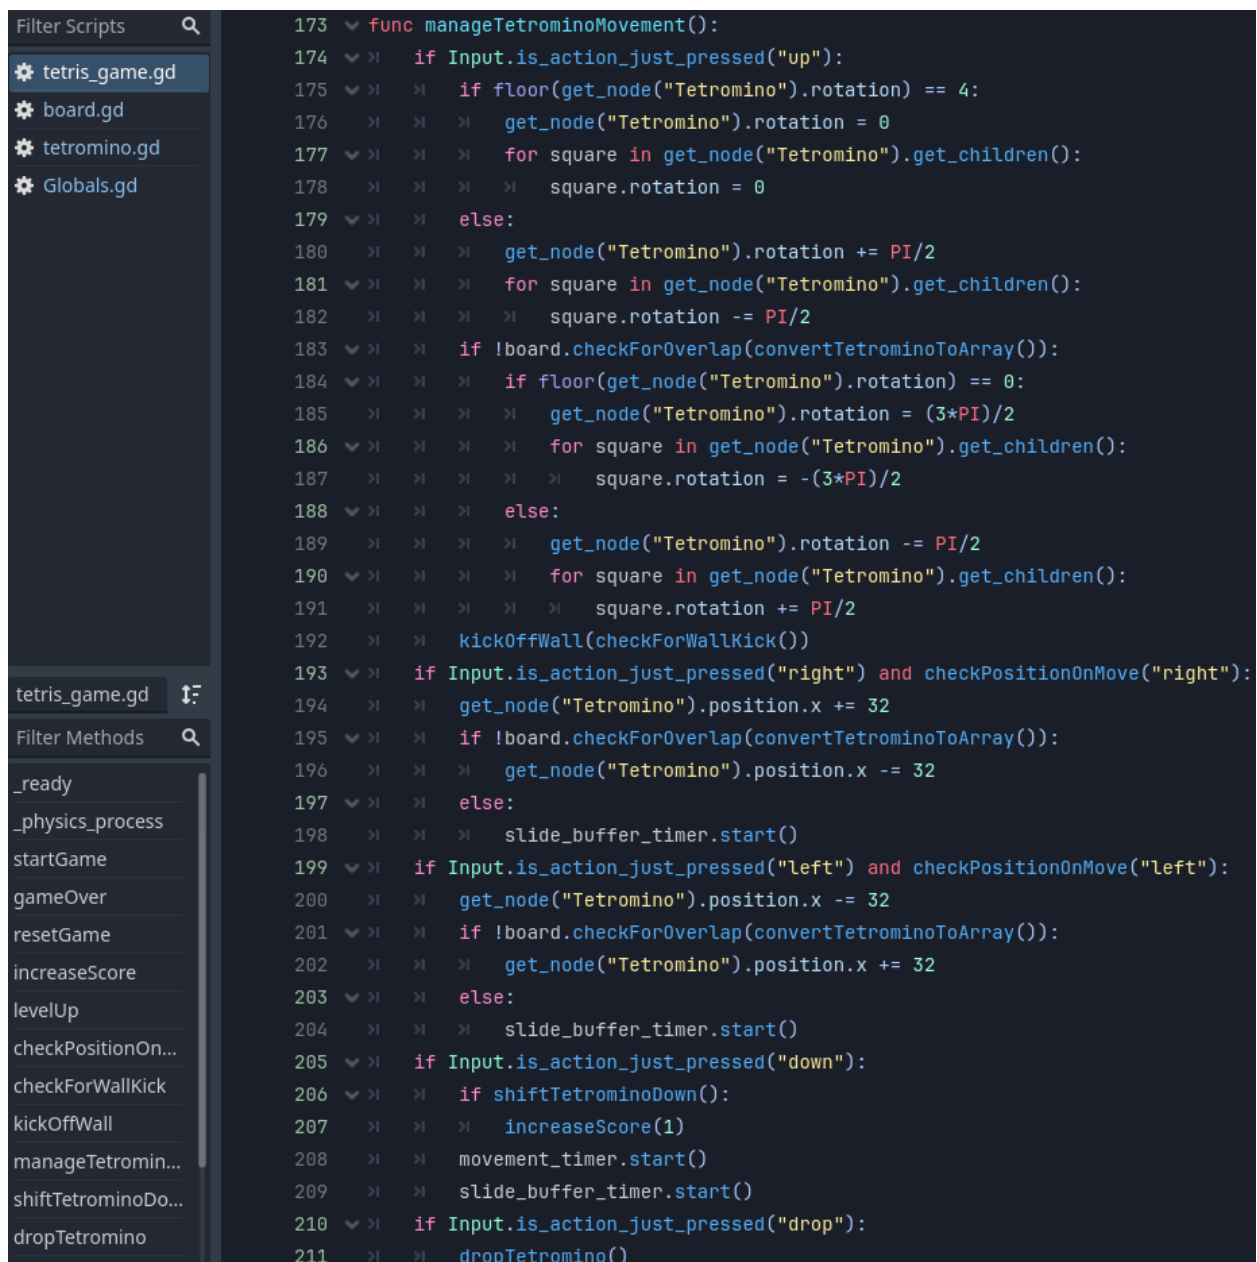 Filter Scripts
tetris_game.gd
board.gd
tetromino.gd
Globals.gd
tetris_game.gd
Filter Methods
_ready
_physics_process
startGame
gameOver
resetGame
increaseScore
levelUp
checkPositionOn...
checkForWallKick
kickOffWall
manageTetromin...
shiftTetrominoDo...
dropTetromino
173 func manageTetrominoMovement():
174 if Input.is_action_just_pressed("up"):
175 if floor(get_node("Tetromino").rotation) == 4:
176 get_node("Tetromino").rotation = 0
177 for square in get_node("Tetromino").get_children():
178 square.rotation = 0
179 else:
180 get_node("Tetromino").rotation += PI/2
181 for square in get_node("Tetromino").get_children():
182 square.rotation -= PI/2
183 if !board.checkForOverlap(convertTetrominoToArray()):
184 if floor(get_node("Tetromino").rotation) == 0:
185 get_node("Tetromino").rotation = (3*PI)/2
186 for square in get_node("Tetromino").get_children():
187 square.rotation = -(3*PI)/2
188 else:
189 get_node("Tetromino").rotation -= PI/2
190 for square in get_node("Tetromino").get_children():
191 square.rotation += PI/2
192 kickOffWall(checkForWallKick())
193 if Input.is_action_just_pressed("right") and checkPositionOnMove("right"):
194 get_node("Tetromino").position.x += 32
195 if !board.checkForOverlap(convertTetrominoToArray()):
196 get_node("Tetromino").position.x -= 32
197 else:
198 slide_buffer_timer.start()
199 if Input.is_action_just_pressed("left") and checkPositionOnMove("left"):
200 get_node("Tetromino").position.x -= 32
201 if !board.checkForOverlap(convertTetrominoToArray()):
202 get_node("Tetromino").position.x += 32
203 else:
204 slide_buffer_timer.start()
205 if Input.is_action_just_pressed("down"):
206 if shiftTetrominoDown():
207 increaseScore(1)
208 movement_timer.start()
209 slide_buffer_timer.start()
210 if Input.is_action_just_pressed("drop"):
211 dropTetromino()